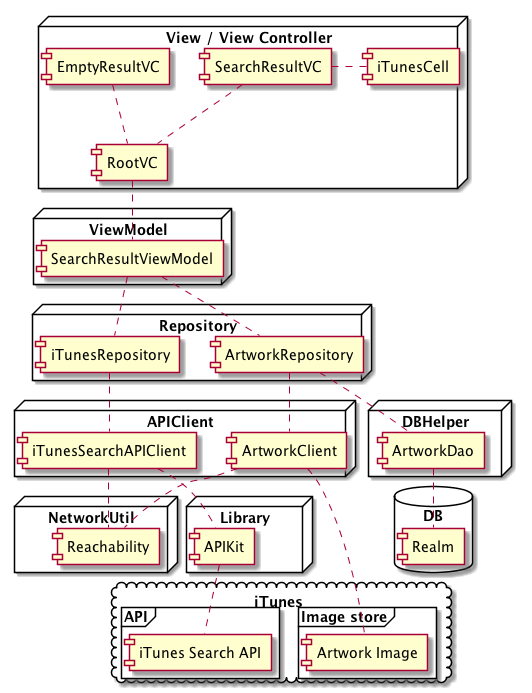 View / View Controller
EmptyResultVC
SearchResultVC
iTunesCell
RootVC
ViewModel
SearchResultViewModel
Repository
iTunesRepository
ArtworkRepository
APIClient
iTunesSearchAPIClient
ArtworkClient
DBHelper
ArtworkDao
NetworkUtil
Reachability
Library
APIKit
DB
Realm
iTunes
API
iTunes Search API
Image store
Artwork Image